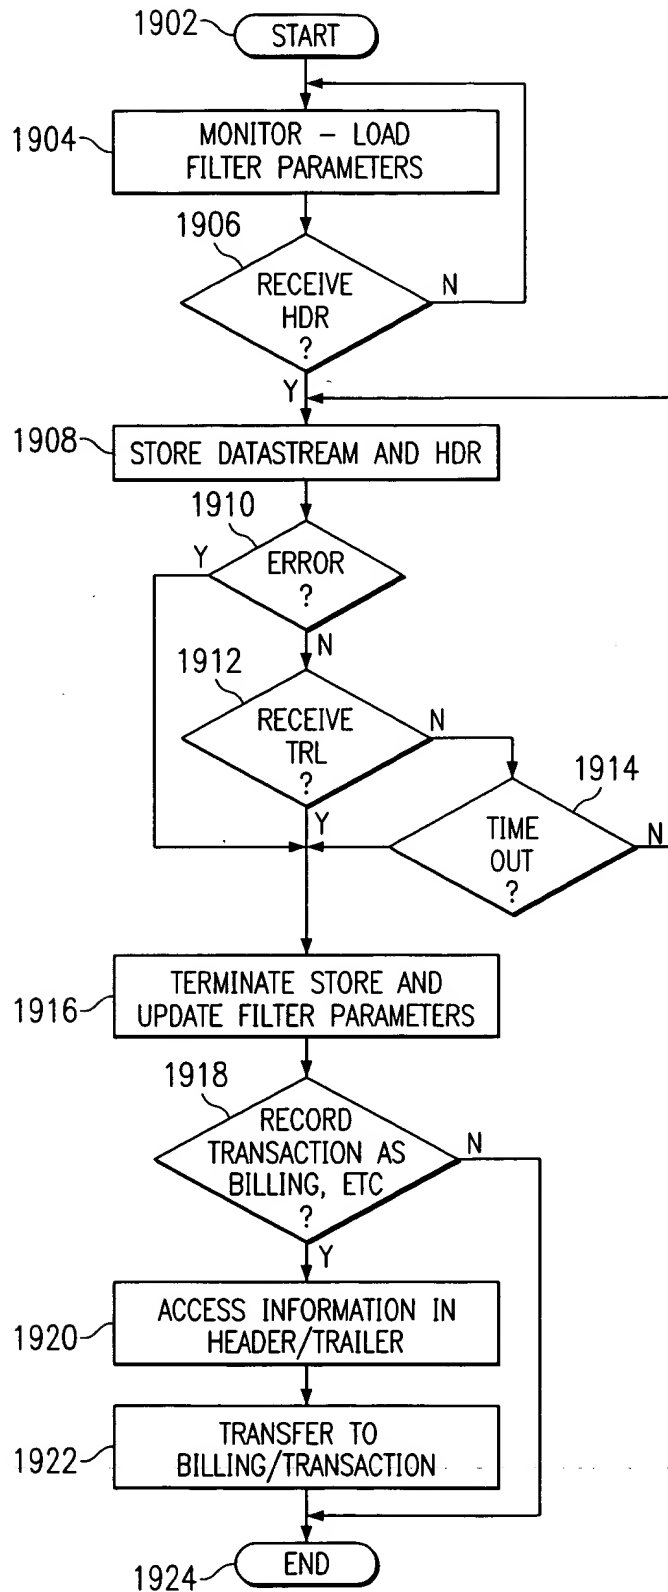 1902
START
1904
MONITOR – LOAD
FILTER PARAMETERS
1906
RECEIVE
HDR
?
N
Y
1908
STORE DATASTREAM AND HDR
1910
Y
ERROR
?
N
1912
RECEIVE
TRL
?
N
Y
1914
TIME
OUT
?
N
1916
TERMINATE STORE AND
UPDATE FILTER PARAMETERS
1918
RECORD
TRANSACTION AS
BILLING, ETC
?
N
Y
1920
ACCESS INFORMATION IN
HEADER/TRAILER
1922
TRANSFER TO
BILLING/TRANSACTION
1924
END